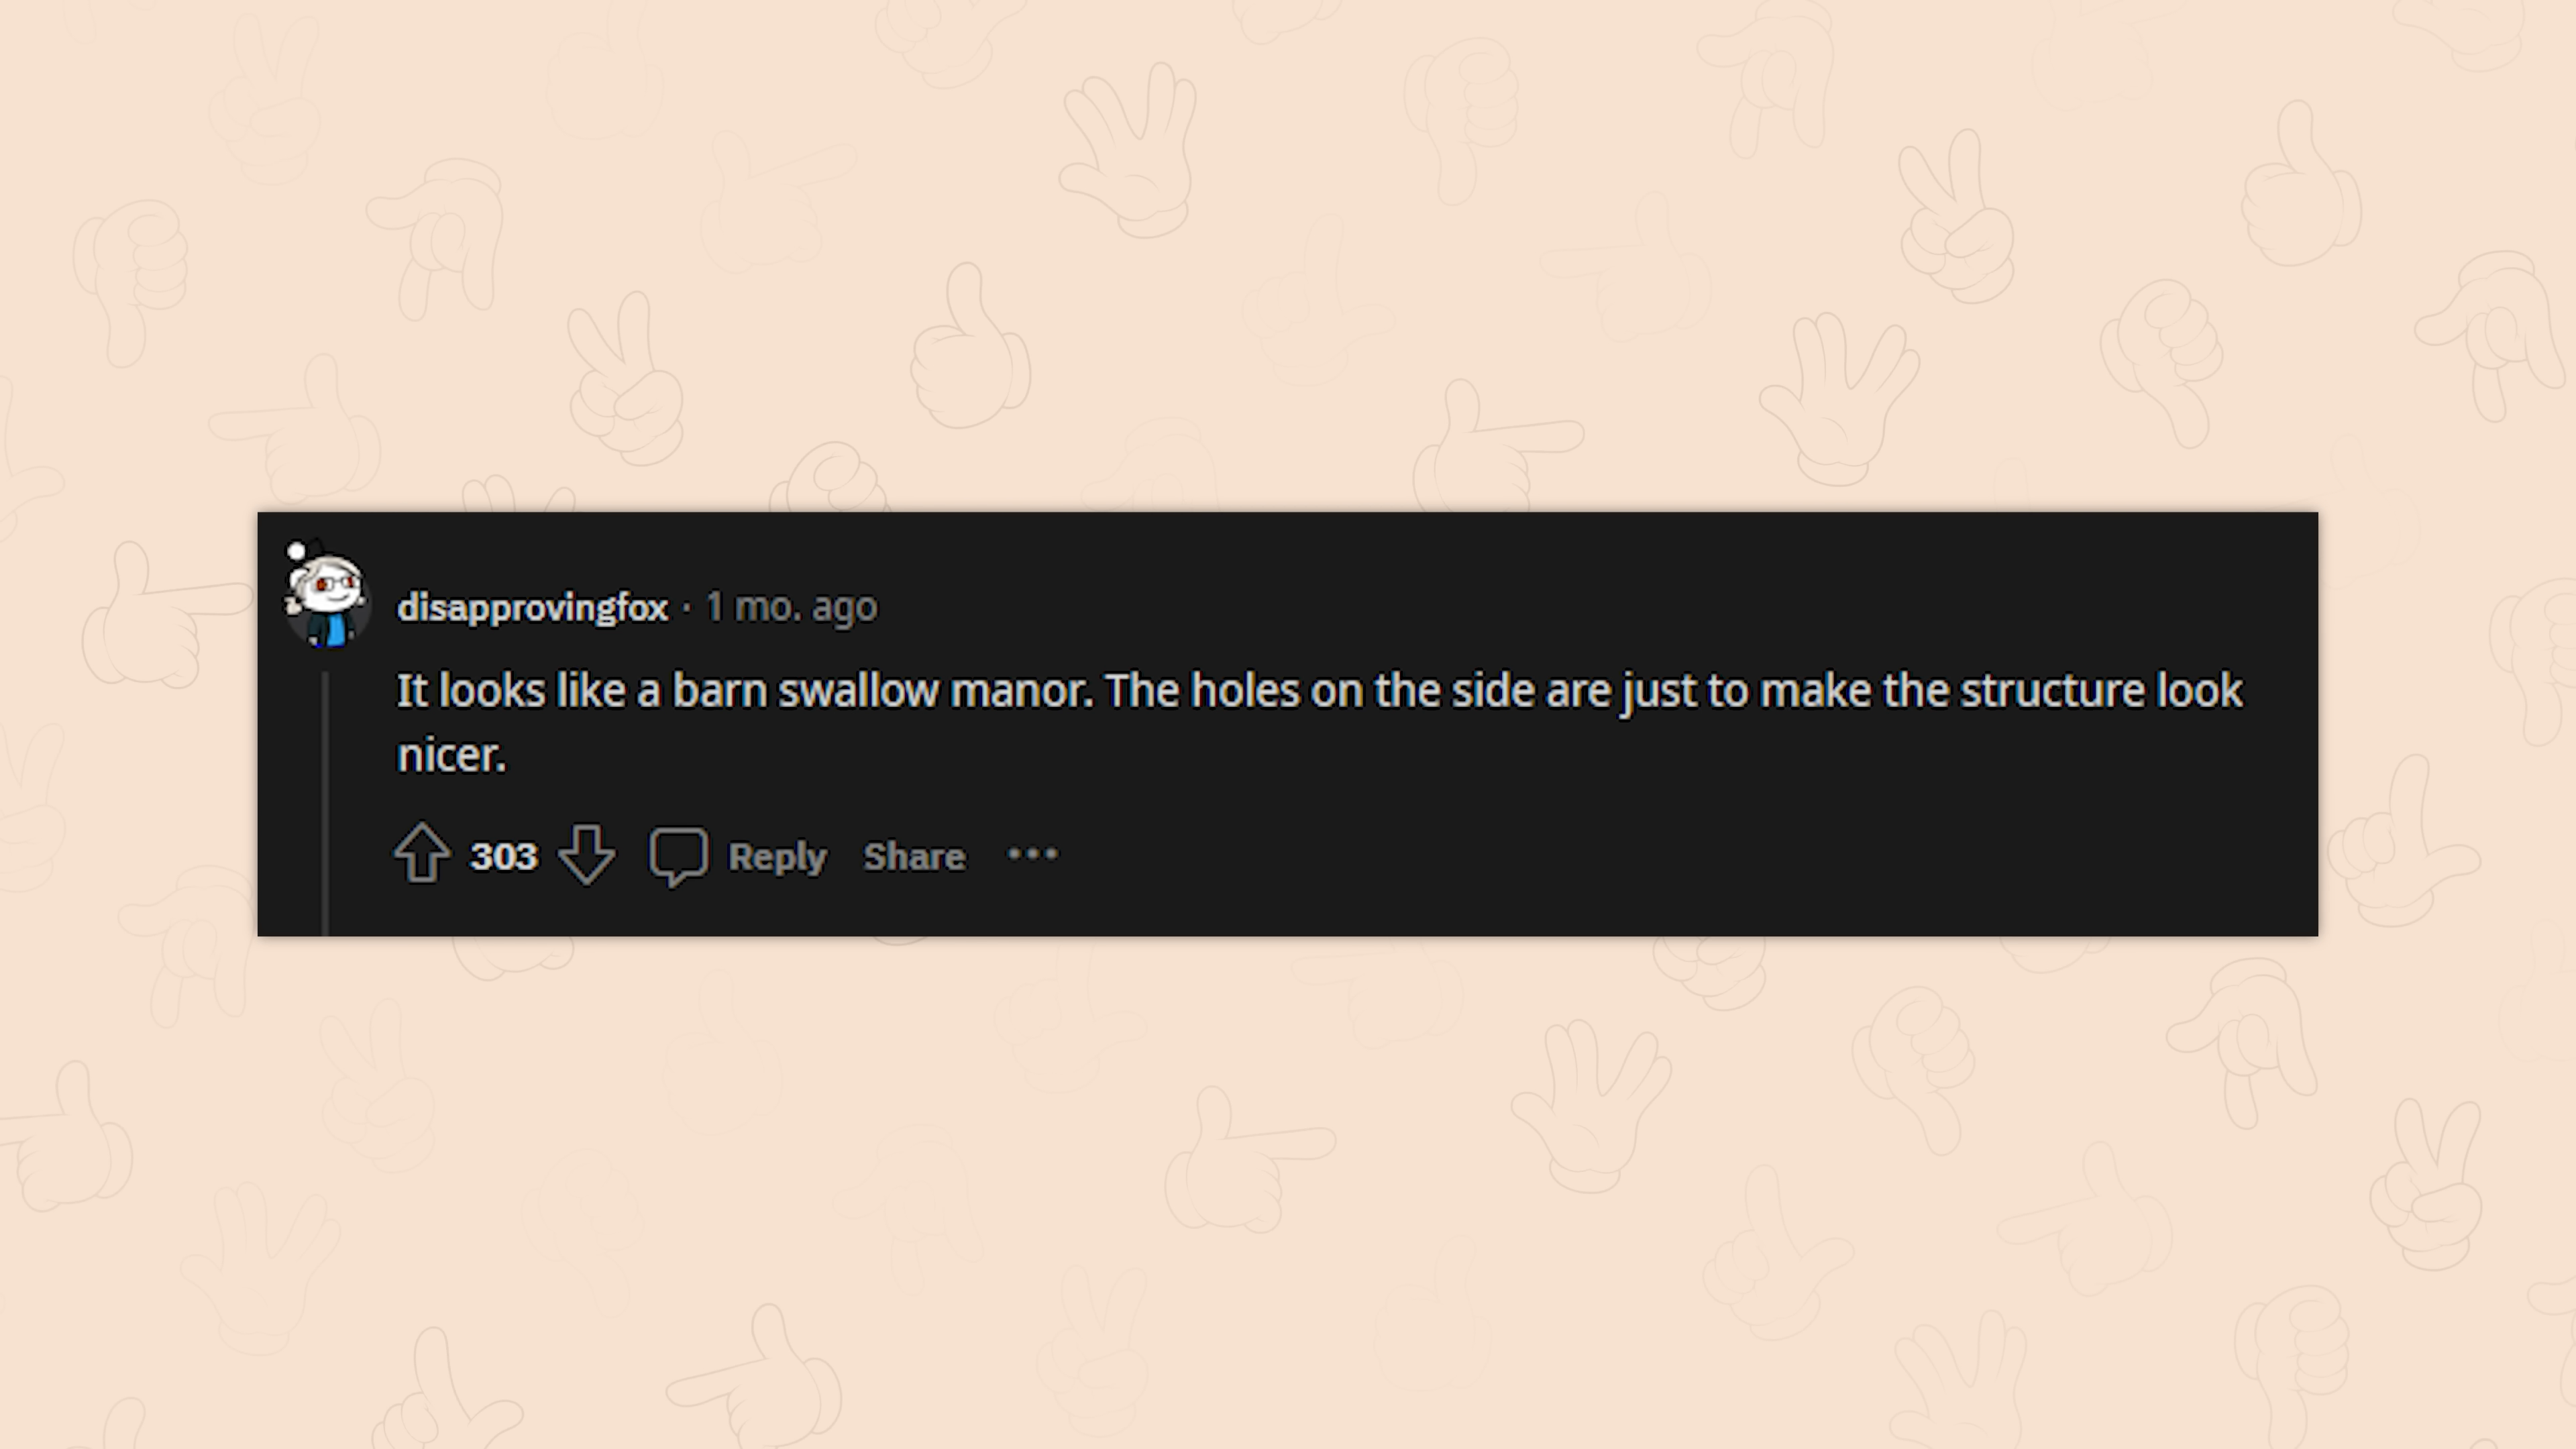 disapprovingfox · 1 mo. ago
It looks like a barn swallow manor. The holes on the side are just to make the structure look
nicer.
303 Reply Share ···